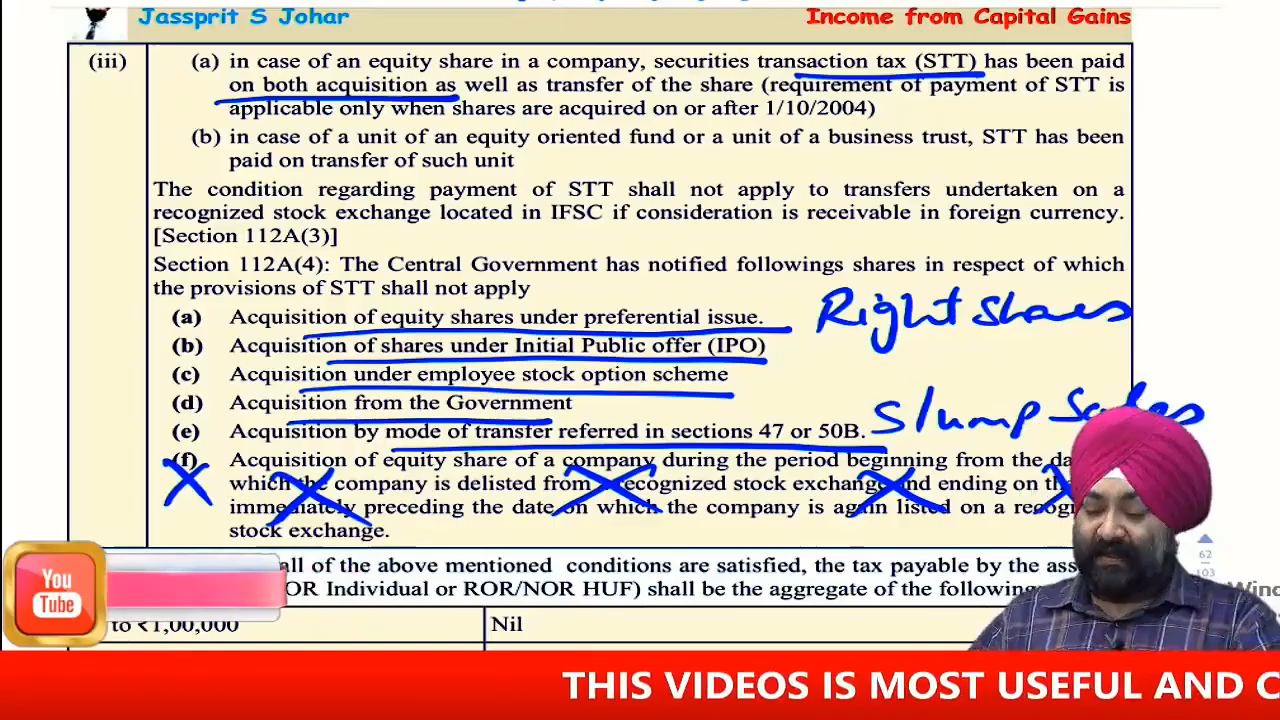 Jassprit S Johar
Income from Capital Gains
(iii)
(a) in case of an equity share in a company, securities transaction tax (STT) has been paid
on both acquisition as well as transfer of the share (requirement of payment of STT is
applicable only when shares are acquired on or after 1/10/2004)
(b) in case of a unit of an equity oriented fund or a unit of a business trust, STT has been
paid on transfer of such unit
The condition regarding payment of STT shall not apply to transfers undertaken on a
recognized stock exchange located in IFSC if consideration is receivable in foreign currency.
[Section 112A(3)]
Section 112A(4): The Central Government has notified followings shares in respect of which
the provisions of STT shall not apply
(a) Acquisition of equity shares under preferential issue.
Right shares
(b) Acquisition of shares under Initial Public offer (IPO)
(c) Acquisition under employee stock option scheme
(d) Acquisition from the Government
(e) Acquisition by mode of transfer referred in sections 47 or 50B.
Slump Sales
(f) Acquisition of equity share of a company during the period beginning from the
which the company is delisted from a recognized stock exchange and ending on
immediately preceding the date on which the company is again listed on a
stock exchange.
all of the above mentioned conditions are satisfied, the tax payable by the
OR Individual or ROR/NOR HUF) shall be the aggregate of the following
to ₹1,00,000
Nil
62
103
You
Tube
THIS VIDEOS IS MOST USEFUL AND